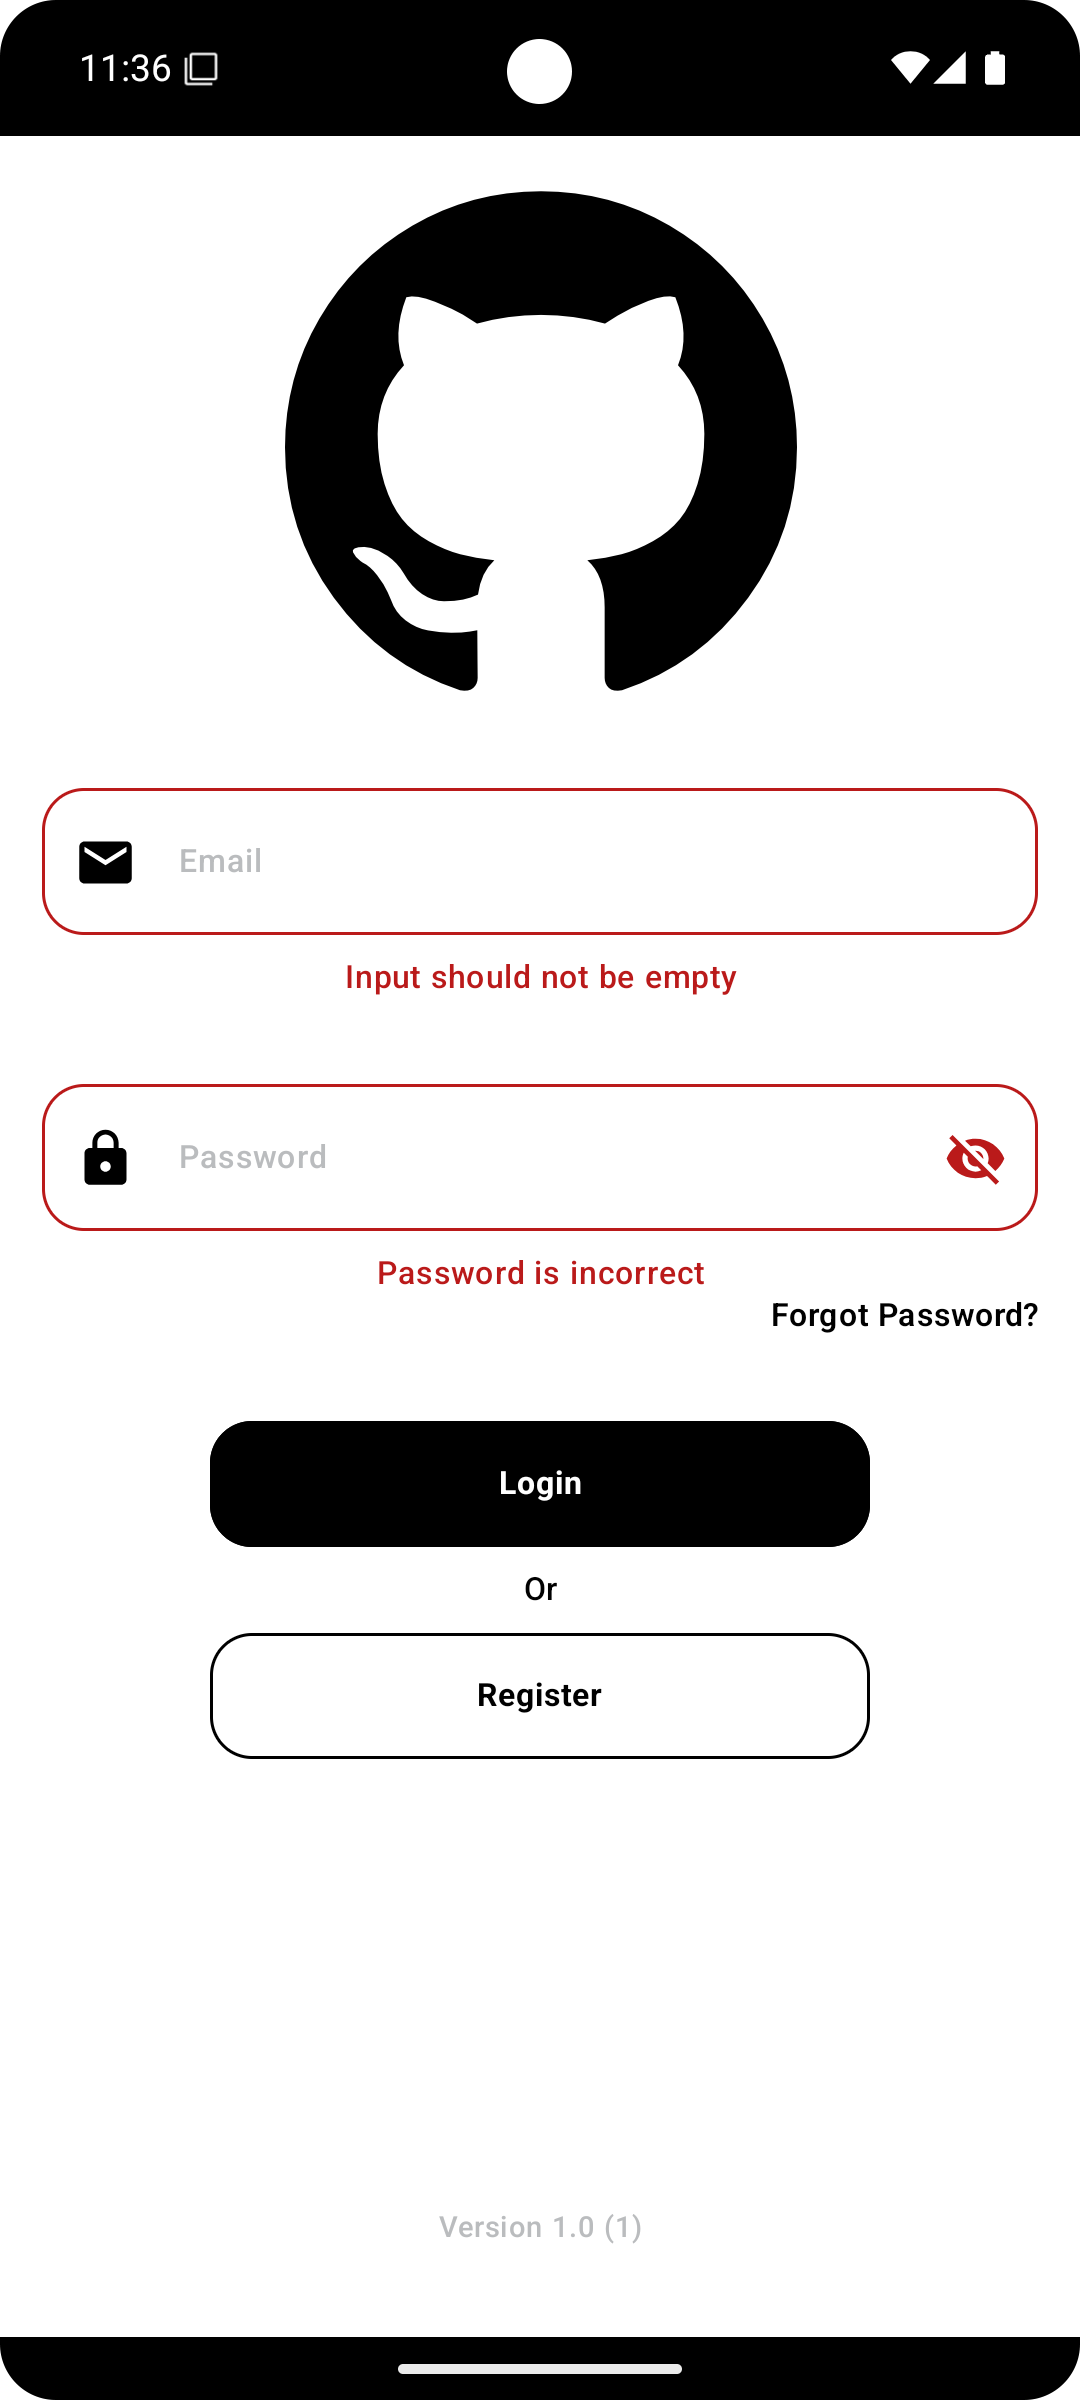 11:36
Email
Input should not be empty
Password
Password is incorrect
Forgot Password?
Login
Or
Register
Version 1.0 (1)